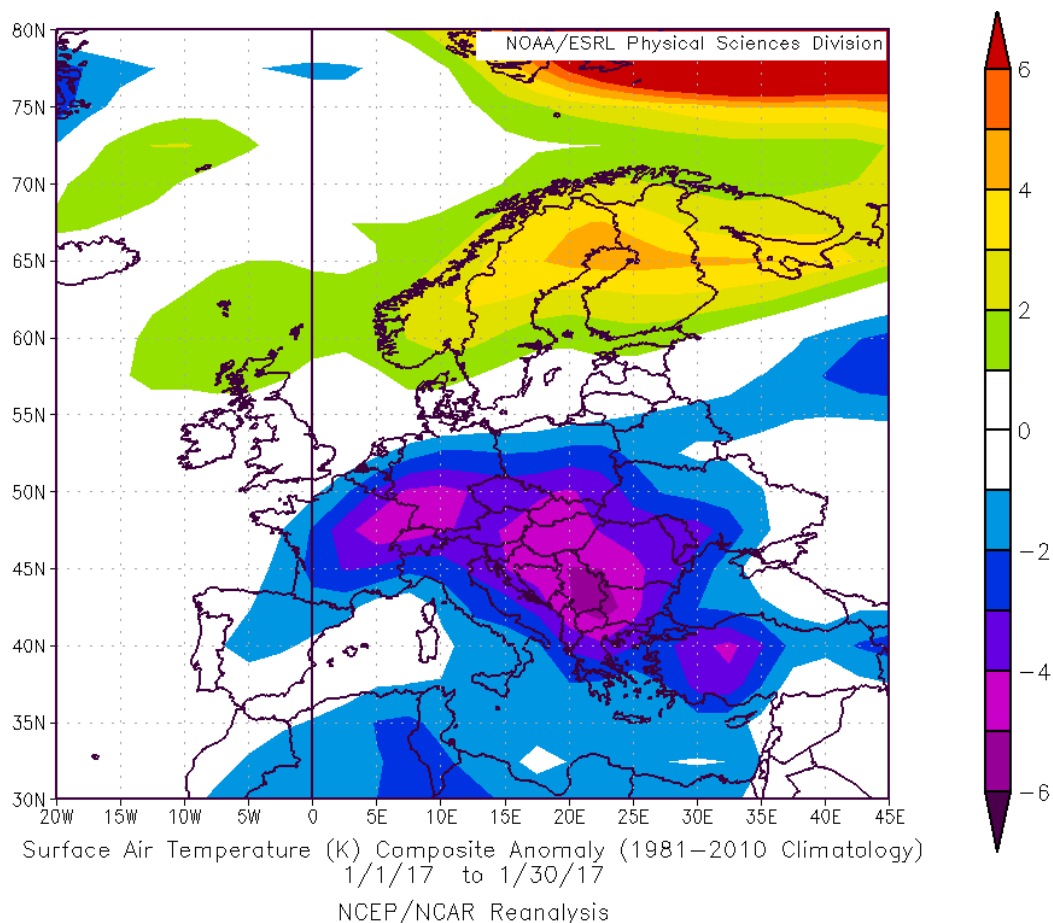 80N
NOAA/ESRL Physical Sciences Division
75N
70N
65N
60N
55N
50N
45N
40N
35N
30N
20W 15W 10W 5W 0 5E 10E 15E 20E 25E 30E 35E 40E 45E
6
4
2
0
−2
−4
−6
Surface Air Temperature (K) Composite Anomaly (1981−2010 Climatology)
1/1/17 to 1/30/17
NCEP/NCAR Reanalysis